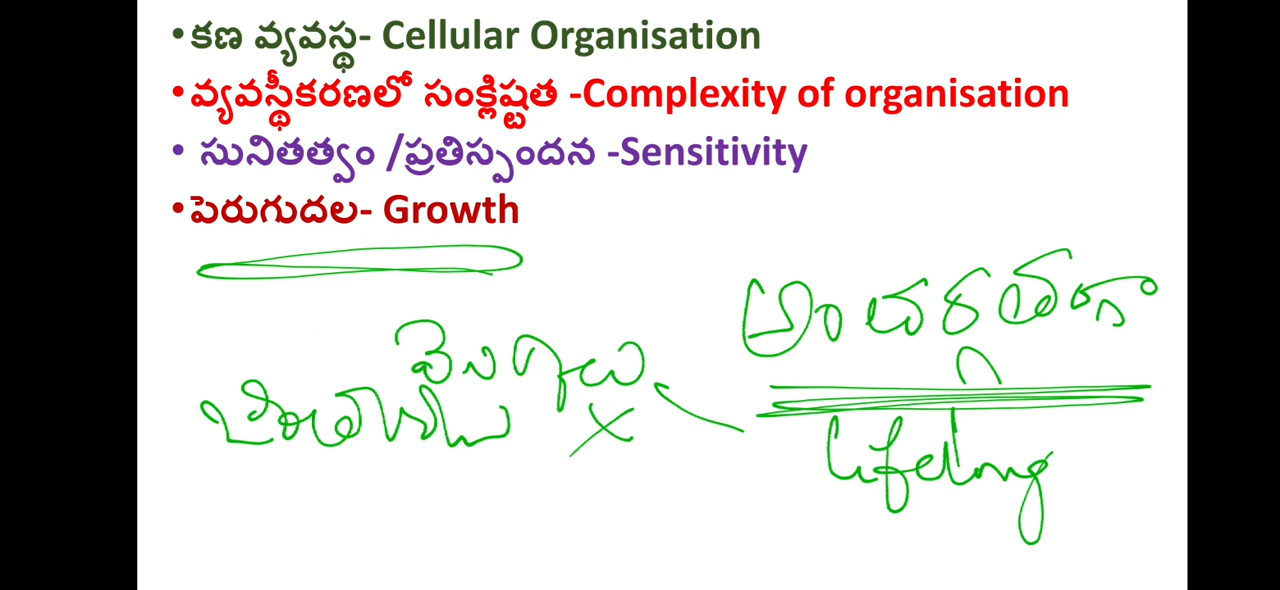 •కణ వ్యవస్థ- Cellular Organisation
•వ్యవస్థీకరణలో సంక్లిష్టత -Complexity of organisation
• సునితత్వం /ప్రతిస్పందన -Sensitivity
•పెరుగుదల- Growth
lifelong